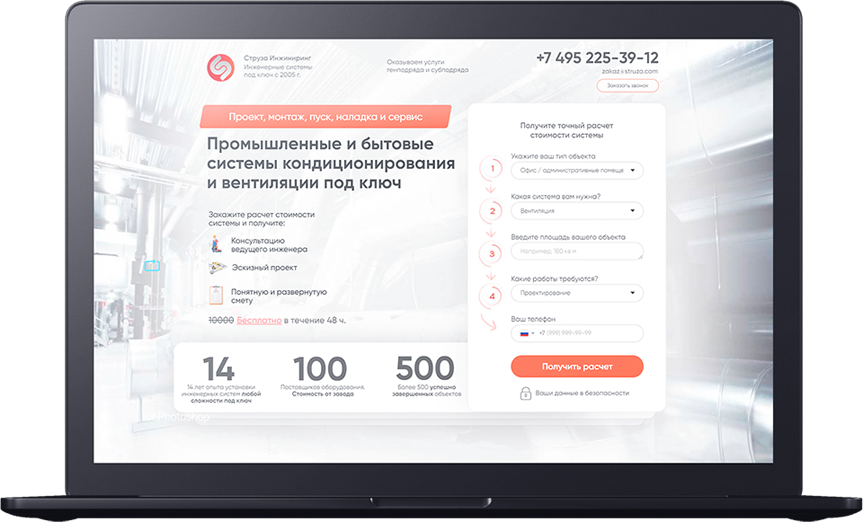 Струза Инжиниринг
Инженерные системы
под ключ с 2005 г.
Оказываем услуги
генподряда и субподряда
+7 495 225-39-12
zakaz@struza.com
Заказать звонок
Проект, монтаж, пуск, наладка и сервис
Промышленные и бытовые
системы кондиционирования
и вентиляции под ключ
Закажите расчет стоимости
системы и получите:
Консультацию
ведущего инженера
Эскизный проект
Понятную и развернутую
смету
10000 Бесплатно в течение 48 ч.
14
14 лет опыта установки
инженерных систем любой
сложности под ключ
100
Поставщиков оборудования.
Стоимость от завода
500
Более 500 успешно
завершенных объектов
Photoshop
Получите точный расчет
стоимости системы
1
Укажите ваш тип объекта
Офис / административные помеще
2
Какая система вам нужна?
Вентиляция
3
Введите площадь вашего объекта
Например, 180 кв м
4
Какие работы требуются?
Проектирование
Ваш телефон
+7 (999) 999-99-99
Получить расчет
Ваши данные в безопасности